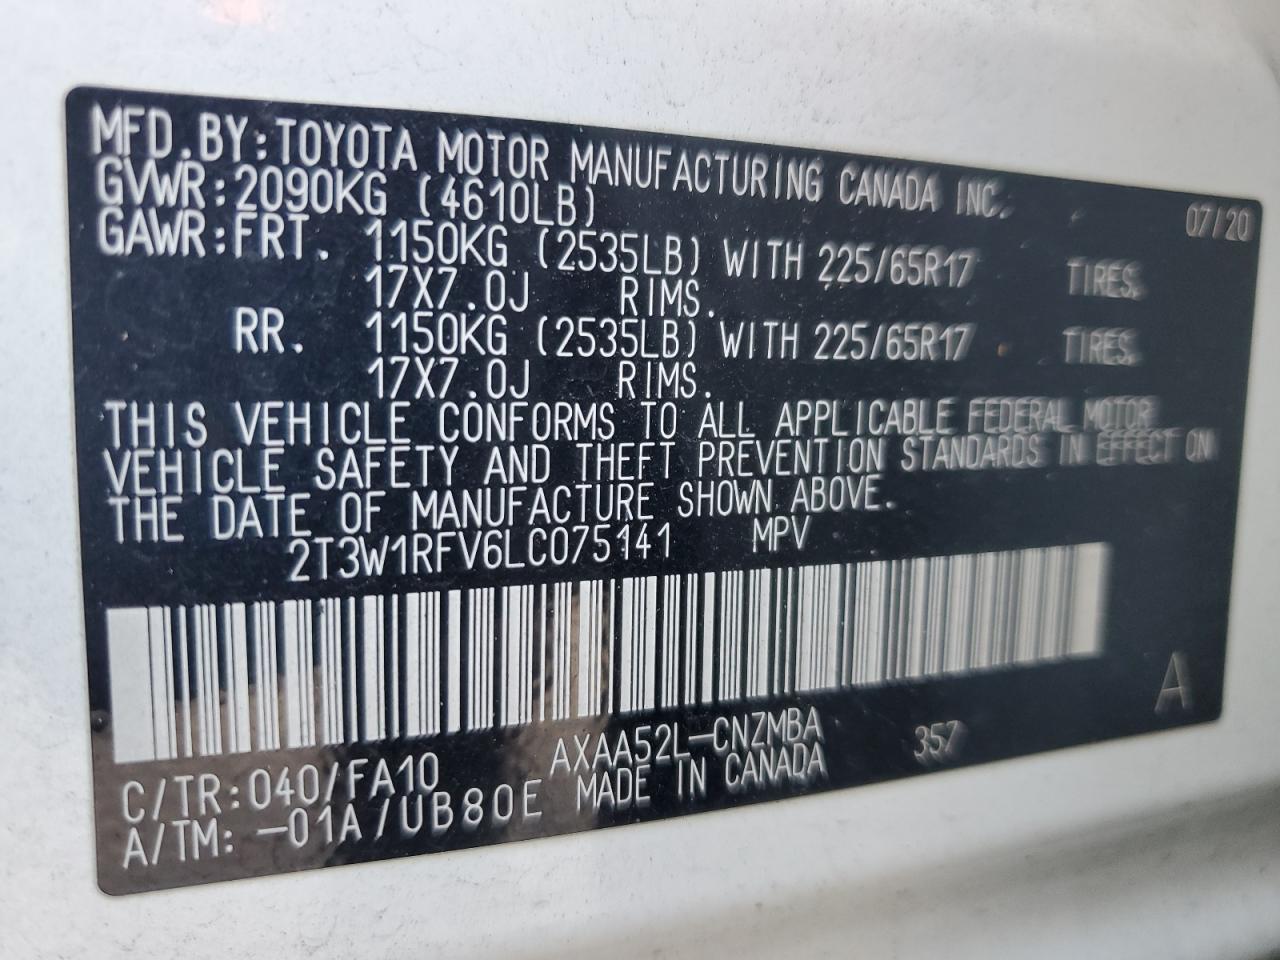 MFD.BY:TOYOTA MOTOR MANUFACTURING CANADA INC. 07/20
GVWR:2090KG (4610LB)
GAWR:FRT. 1150KG (2535LB) WITH 225/65R17 TIRES.
17X7.0J RIMS.
RR. 1150KG (2535LB) WITH 225/65R17 TIRES.
17X7.0J RIMS.
THIS VEHICLE CONFORMS TO ALL APPLICABLE FEDERAL MOTOR
VEHICLE SAFETY AND THEFT PREVENTION STANDARDS IN EFFECT ON
THE DATE OF MANUFACTURE SHOWN ABOVE.
2T3W1RFV6LC075141 MPV
A
C/TR:040/FA10 AXAA52L-CNZMBA 357
A/TM: -01A/UB80E MADE IN CANADA